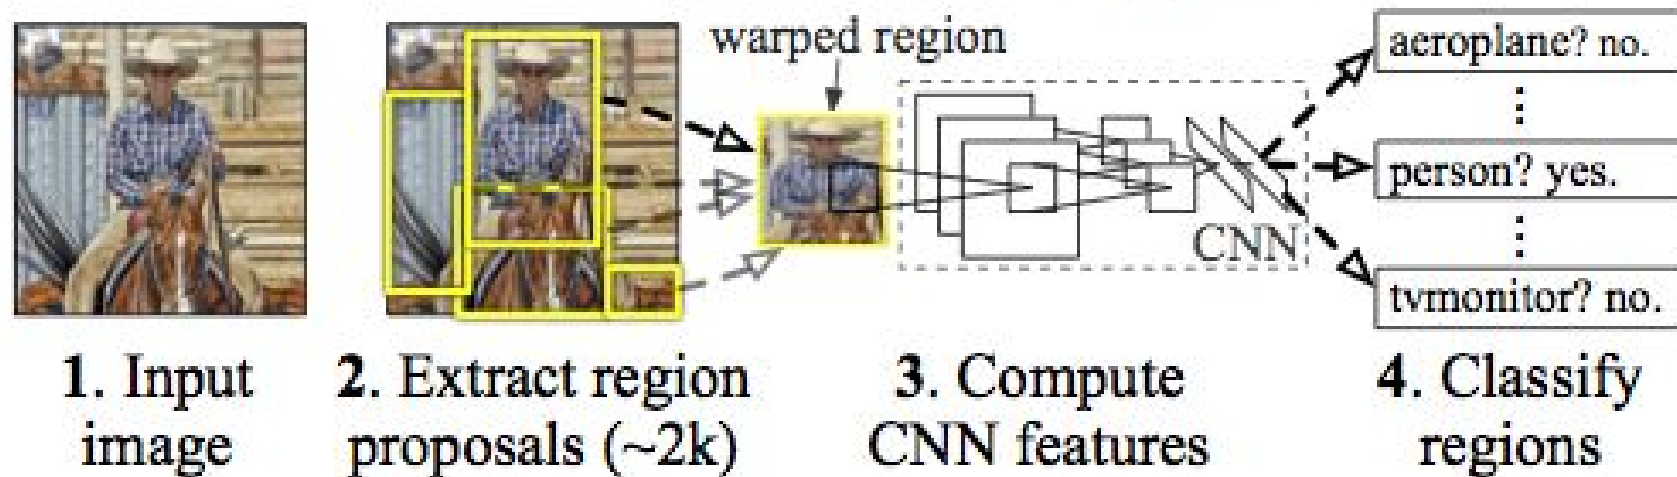 warped region
aeroplane? no.
person? yes.
CNN
tvmonitor? no.
1. Input
image
2. Extract region
proposals (~2k)
3. Compute
CNN features
4. Classify
regions